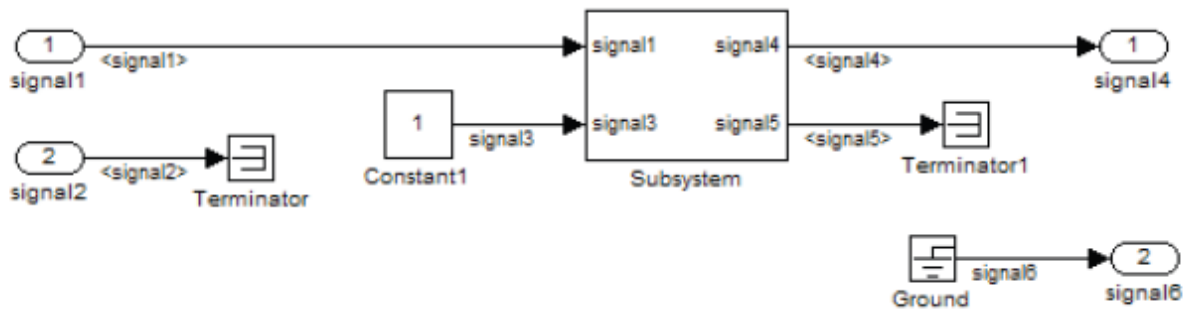 1
signal1
<signal1>
signal1
signal4
<signal4>
1
signal4
1
Constant1
signal3
signal3
signal5
<signal5>
Terminator1
Subsystem
2
signal2
<signal2>
Terminator
Ground
signal6
2
signal6